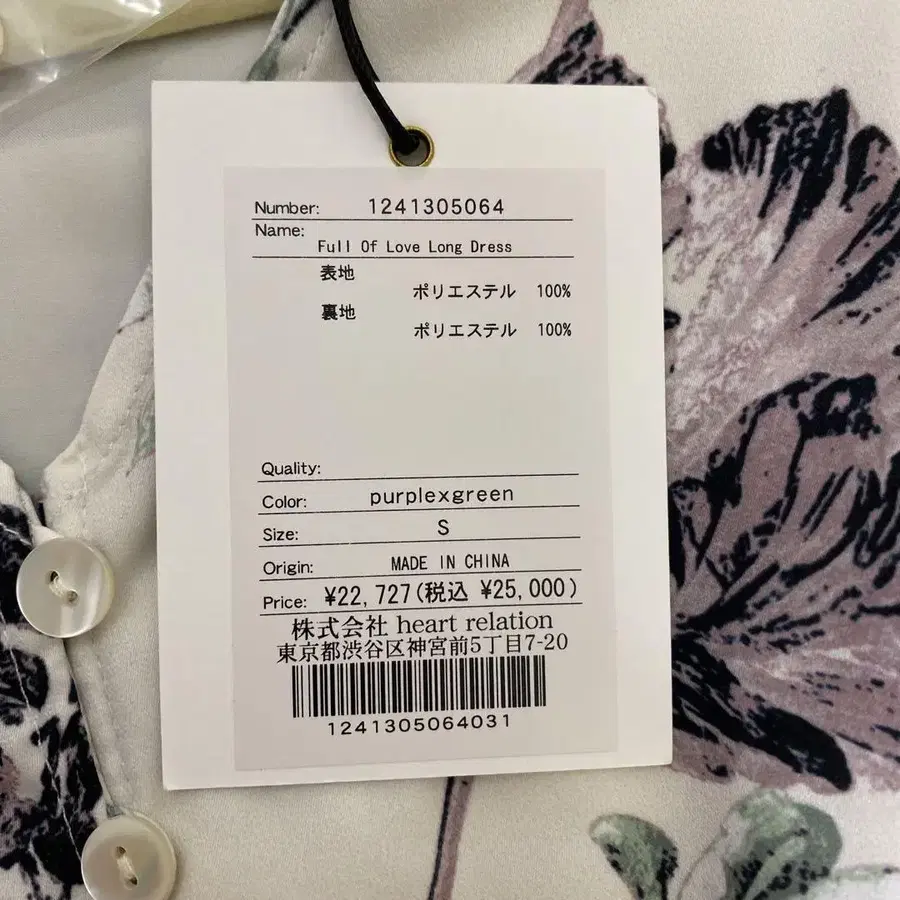 Number: 1241305064
Name:
Full Of Love Long Dress
表地
ポリエステル 100%
裏地
ポリエステル 100%
Quality:
Color: purplexgreen
Size: S
Origin: MADE IN CHINA
Price: ¥22,727(税込 ¥25,000)
株式会社 heart relation
東京都渋谷区神宮前5丁目7-20
1241305064031